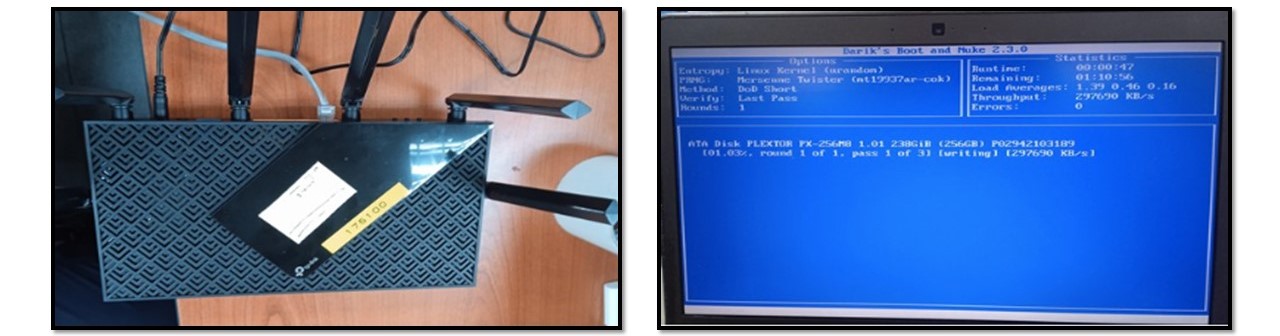 175100
Darik's Boot and Nuke 2.3.0
Options
Entropy: Linux Kernel (urandom)
PRNG: Mersenne Twister (mt19937ar-cok)
Method: DoD Short
Verify: Last Pass
Rounds: 1
Statistics
Runtime: 00:00:47
Remaining: 01:10:56
Load Averages: 1.39 0.46 0.16
Throughput: 297690 KB/s
Errors: 0
ATA Disk PLEXTOR PX-256M8 1.01 238GiB (256GB) P02942103189
[01.03%, round 1 of 1, pass 1 of 3] [writing] [297690 KB/s]